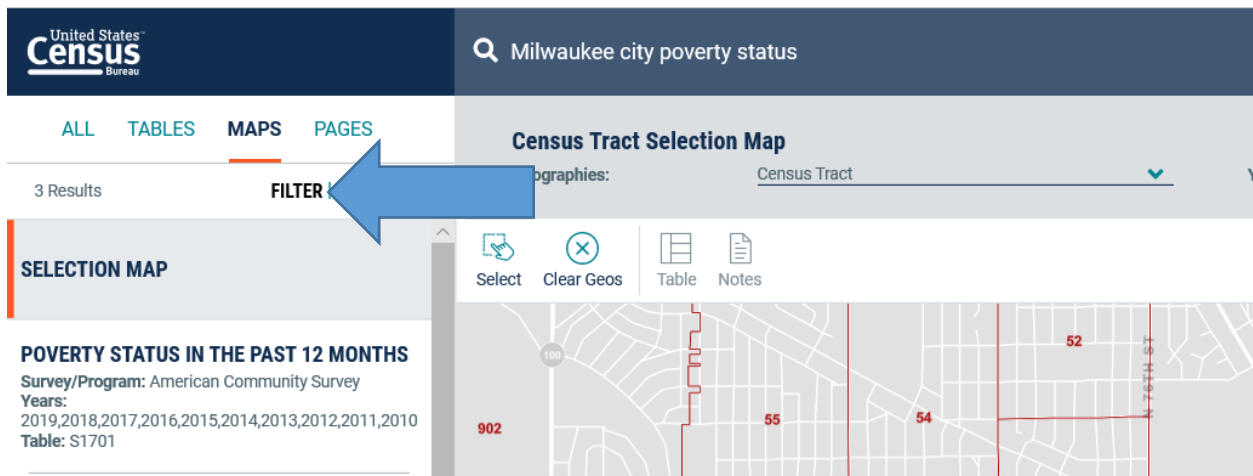 United States™
Census
Bureau
Milwaukee city poverty status
ALL TABLES MAPS PAGES
Census Tract Selection Map
ographies: Census Tract Y
3 Results FILTER
SELECTION MAP
Select Clear Geos Table Notes
POVERTY STATUS IN THE PAST 12 MONTHS
Survey/Program: American Community Survey
Years:
2019,2018,2017,2016,2015,2014,2013,2012,2011,2010
Table: S1701
100
52
N 76TH ST
55
54
902